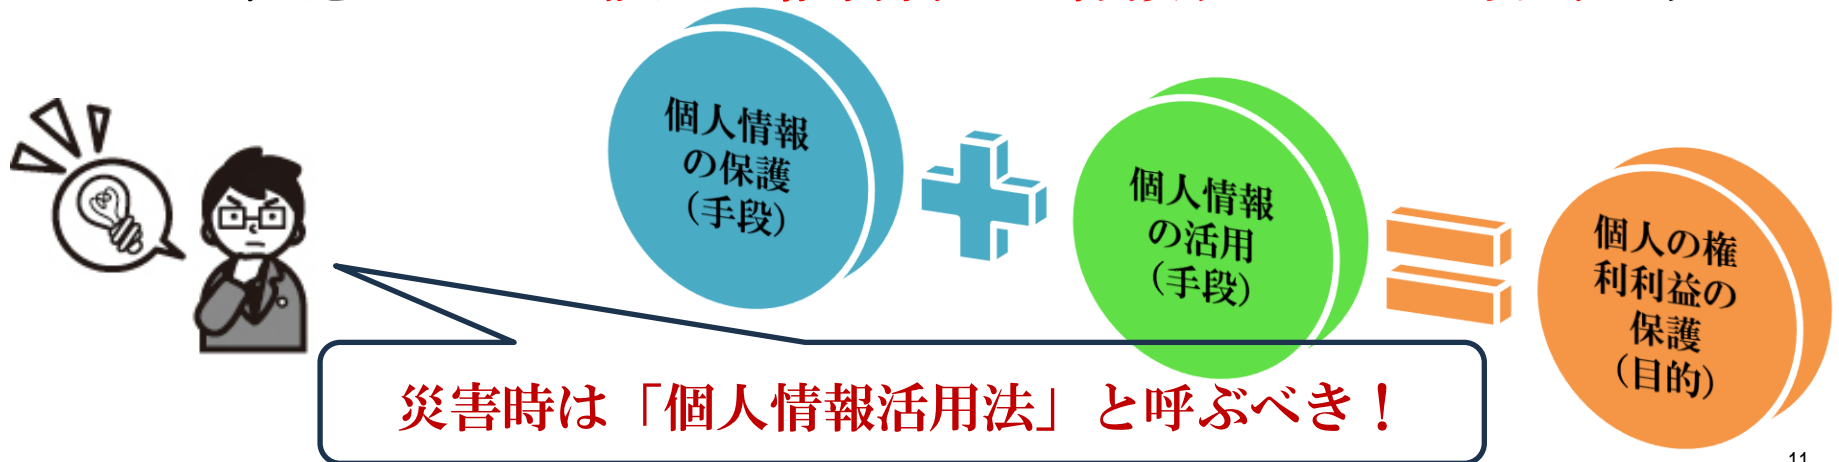 個人情報
の保護
（手段）
個人情報
の活用
（手段）
個人の権
利利益の
保護
（目的）
災害時は「個人情報活用法」と呼ぶべき！
11